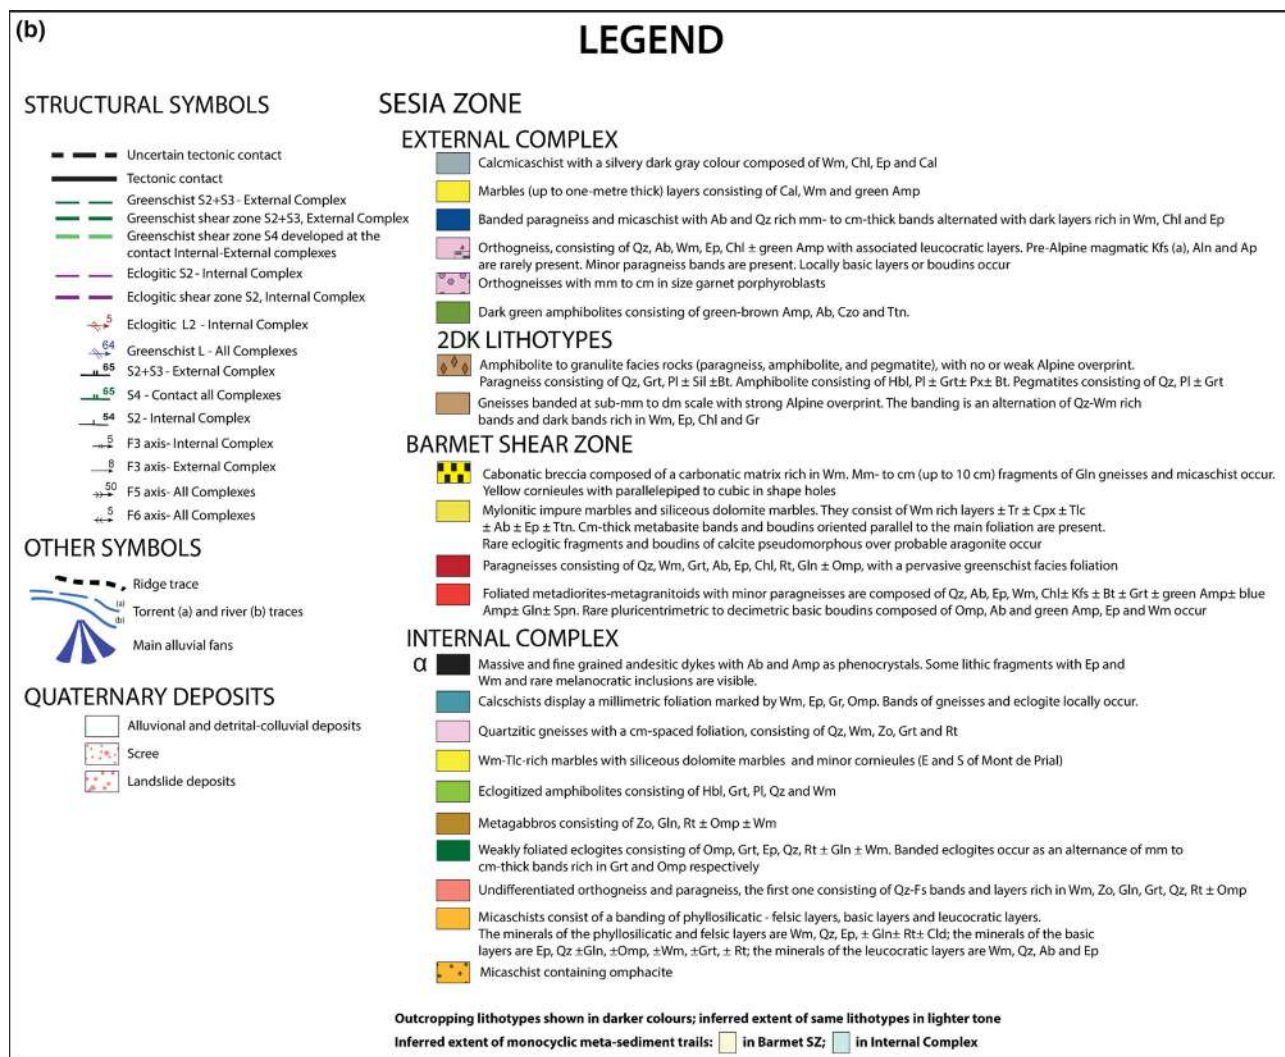 (b)
LEGEND
STRUCTURAL SYMBOLS
Uncertain tectonic contact
Tectonic contact
Greenschist S2+S3 - External Complex
Greenschist shear zone S2+S3, External Complex
Greenschist shear zone S4 developed at the
contact Internal-External complexes
Eclogitic S2 - Internal Complex
Eclogitic shear zone S2, Internal Complex
5 Eclogitic L2 - Internal Complex
64 Greenschist L - All Complexes
65 S2+S3 - External Complex
65 S4 - Contact all Complexes
54 S2 - Internal Complex
5 F3 axis- Internal Complex
8 F3 axis- External Complex
50 F5 axis- All Complexes
5 F6 axis- All Complexes
OTHER SYMBOLS
Ridge trace
(a)
Torrent (a) and river (b) traces
(b)
Main alluvial fans
QUATERNARY DEPOSITS
Alluvional and detrital-colluvial deposits
Scree
Landslide deposits
SESIA ZONE
EXTERNAL COMPLEX
Calcmicaschist with a silvery dark gray colour composed of Wm, Chl, Ep and Cal
Marbles (up to one-metre thick) layers consisting of Cal, Wm and green Amp
Banded paragneiss and micaschist with Ab and Qz rich mm- to cm-thick bands alternated with dark layers rich in Wm, Chl and Ep
Orthogneiss, consisting of Qz, Ab, Wm, Ep, Chl ± green Amp with associated leucocratic layers. Pre-Alpine magmatic Kfs (a), Aln and Ap
are rarely present. Minor paragneiss bands are present. Locally basic layers or boudins occur
Orthogneisses with mm to cm in size garnet porphyroblasts
Dark green amphibolites consisting of green-brown Amp, Ab, Czo and Ttn.
2DK LITHOTYPES
Amphibolite to granulite facies rocks (paragneiss, amphibolite, and pegmatite), with no or weak Alpine overprint.
Paragneiss consisting of Qz, Grt, Pl ± Sil ±Bt. Amphibolite consisting of Hbl, Pl ± Grt± Px± Bt. Pegmatites consisting of Qz, Pl ± Grt
Gneisses banded at sub-mm to dm scale with strong Alpine overprint. The banding is an alternation of Qz-Wm rich
bands and dark bands rich in Wm, Ep, Chl and Gr
BARMET SHEAR ZONE
Cabonatic breccia composed of a carbonatic matrix rich in Wm. Mm- to cm (up to 10 cm) fragments of Gln gneisses and micaschist occur.
Yellow cornieules with parallelepiped to cubic in shape holes
Mylonitic impure marbles and siliceous dolomite marbles. They consist of Wm rich layers ± Tr ± Cpx ± Tlc
± Ab ± Ep ± Ttn. Cm-thick metabasite bands and boudins oriented parallel to the main foliation are present.
Rare eclogitic fragments and boudins of calcite pseudomorphous over probable aragonite occur
Paragneisses consisting of Qz, Wm, Grt, Ab, Ep, Chl, Rt, Gln ± Omp, with a pervasive greenschist facies foliation
Foliated metadiorites-metagranitoids with minor paragneisses are composed of Qz, Ab, Ep, Wm, Chl± Kfs ± Bt ± Grt ± green Amp± blue
Amp± Gln± Spn. Rare pluricentrimetric to decimetric basic boudins composed of Omp, Ab and green Amp, Ep and Wm occur
INTERNAL COMPLEX
α Massive and fine grained andesitic dykes with Ab and Amp as phenocrystals. Some lithic fragments with Ep and
Wm and rare melanocratic inclusions are visible.
Calcschists display a millimetric foliation marked by Wm, Ep, Gr, Omp. Bands of gneisses and eclogite locally occur.
Quartzitic gneisses with a cm-spaced foliation, consisting of Qz, Wm, Zo, Grt and Rt
Wm-Tlc-rich marbles with siliceous dolomite marbles and minor cornieules (E and S of Mont de Prial)
Eclogitized amphibolites consisting of Hbl, Grt, Pl, Qz and Wm
Metagabbros consisting of Zo, Gln, Rt ± Omp ± Wm
Weakly foliated eclogites consisting of Omp, Grt, Ep, Qz, Rt ± Gln ± Wm. Banded eclogites occur as an alternance of mm to
cm-thick bands rich in Grt and Omp respectively
Undifferentiated orthogneiss and paragneiss, the first one consisting of Qz-Fs bands and layers rich in Wm, Zo, Gln, Grt, Qz, Rt ± Omp
Micaschists consist of a banding of phyllosilicatic - felsic layers, basic layers and leucocratic layers.
The minerals of the phyllosilicatic and felsic layers are Wm, Qz, Ep, ± Gln± Rt± Cld; the minerals of the basic
layers are Ep, Qz ±Gln, ±Omp, ±Wm, ±Grt, ± Rt; the minerals of the leucocratic layers are Wm, Qz, Ab and Ep
Micaschist containing omphacite
Outcropping lithotypes shown in darker colours; inferred extent of same lithotypes in lighter tone
Inferred extent of monocyclic meta-sediment trails: in Barmet SZ; in Internal Complex